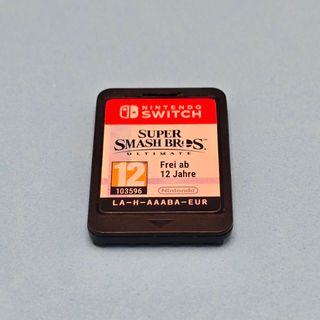 NINTENDO
SWITCH
SUPER
SMASH BROS.
ULTIMATE
12
103596
Frei ab
12 Jahre
Nintendo
LA-H-AAABA-EUR